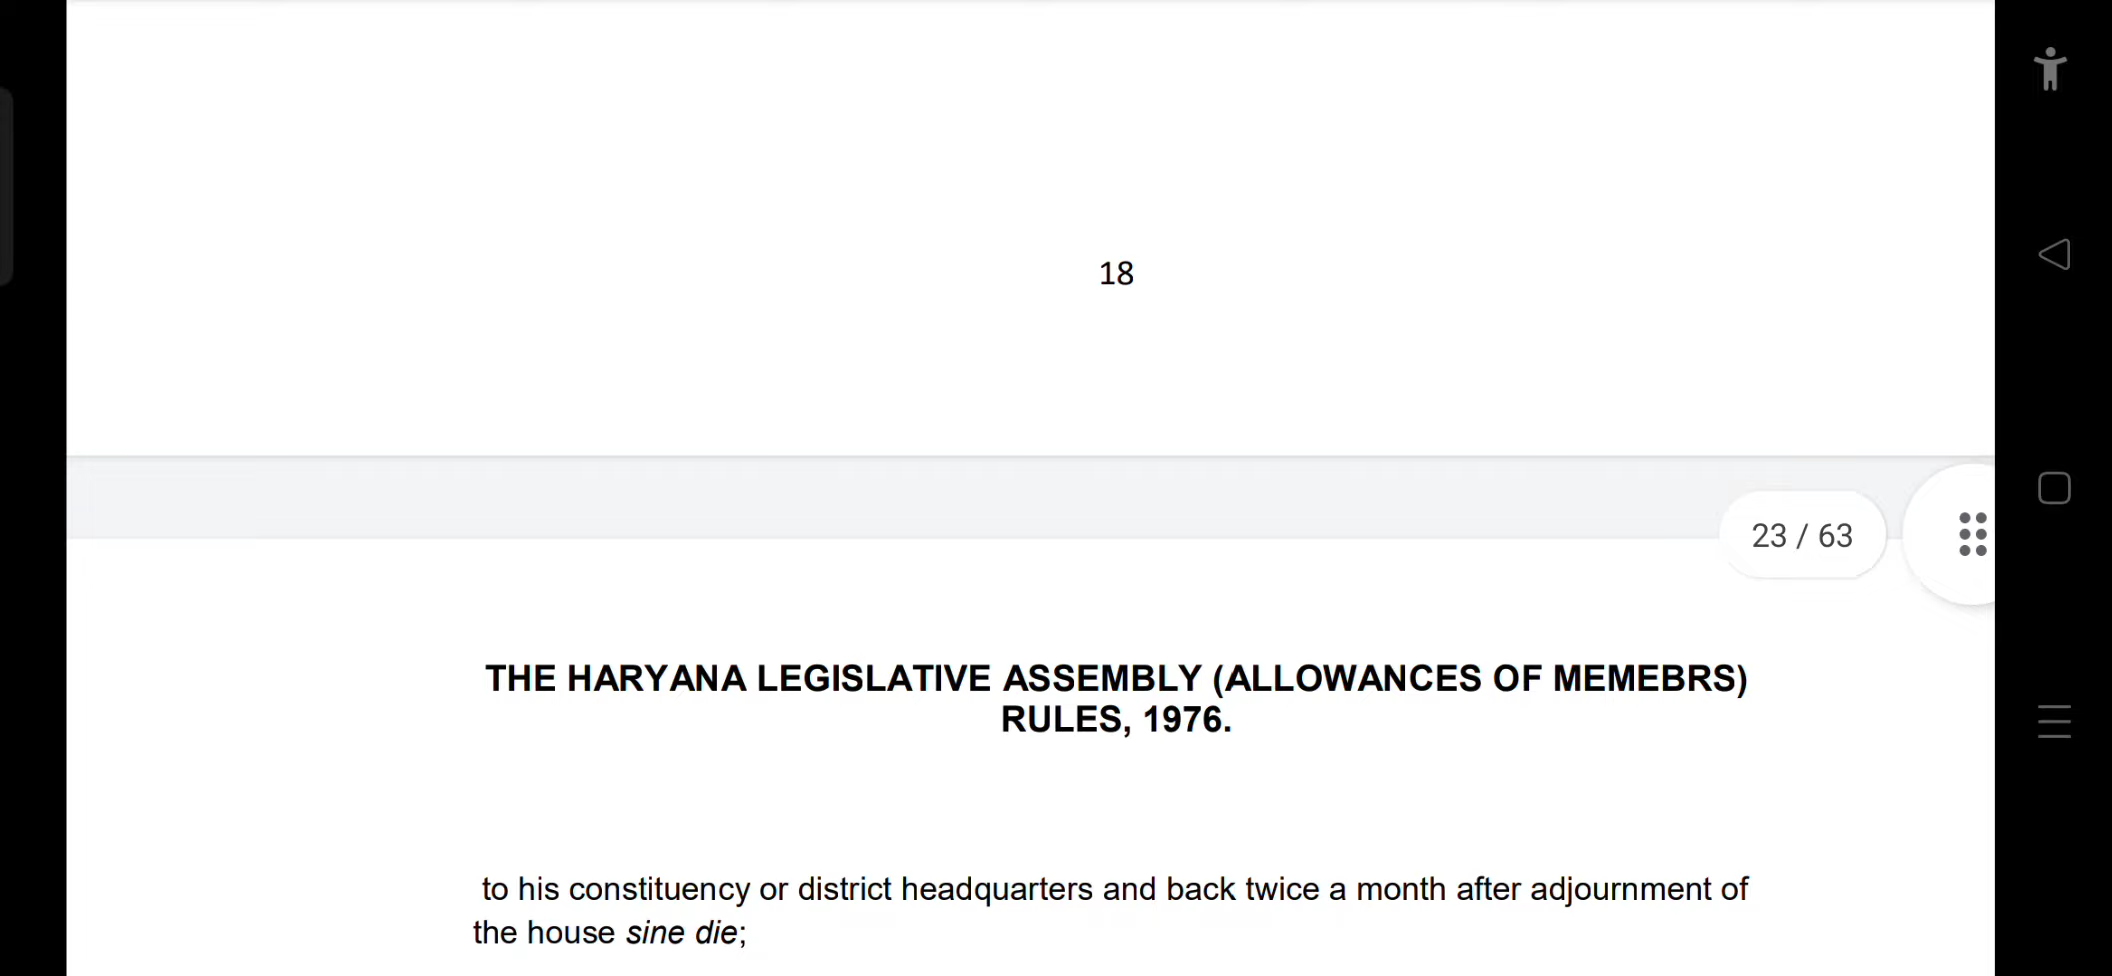 18
23 / 63
THE HARYANA LEGISLATIVE ASSEMBLY (ALLOWANCES OF MEMEBRS)
RULES, 1976.
to his constituency or district headquarters and back twice a month after adjournment of
the house sine die;